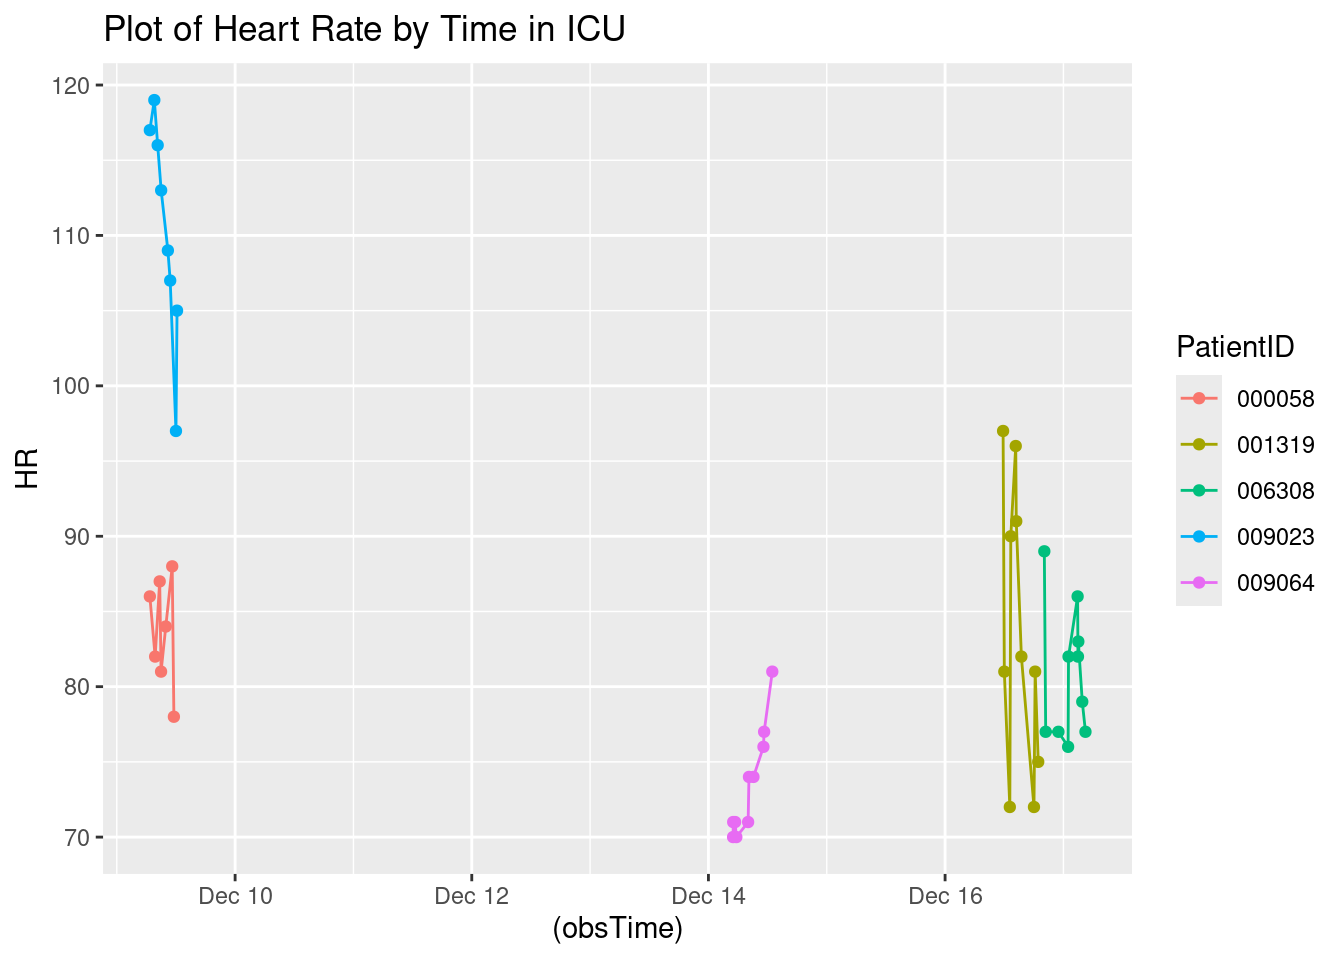 Plot of Heart Rate by Time in ICU
120
110
100
90
80
70
HR
Dec 10
Dec 12
Dec 14
Dec 16
(obsTime)
PatientID
000058
001319
006308
009023
009064